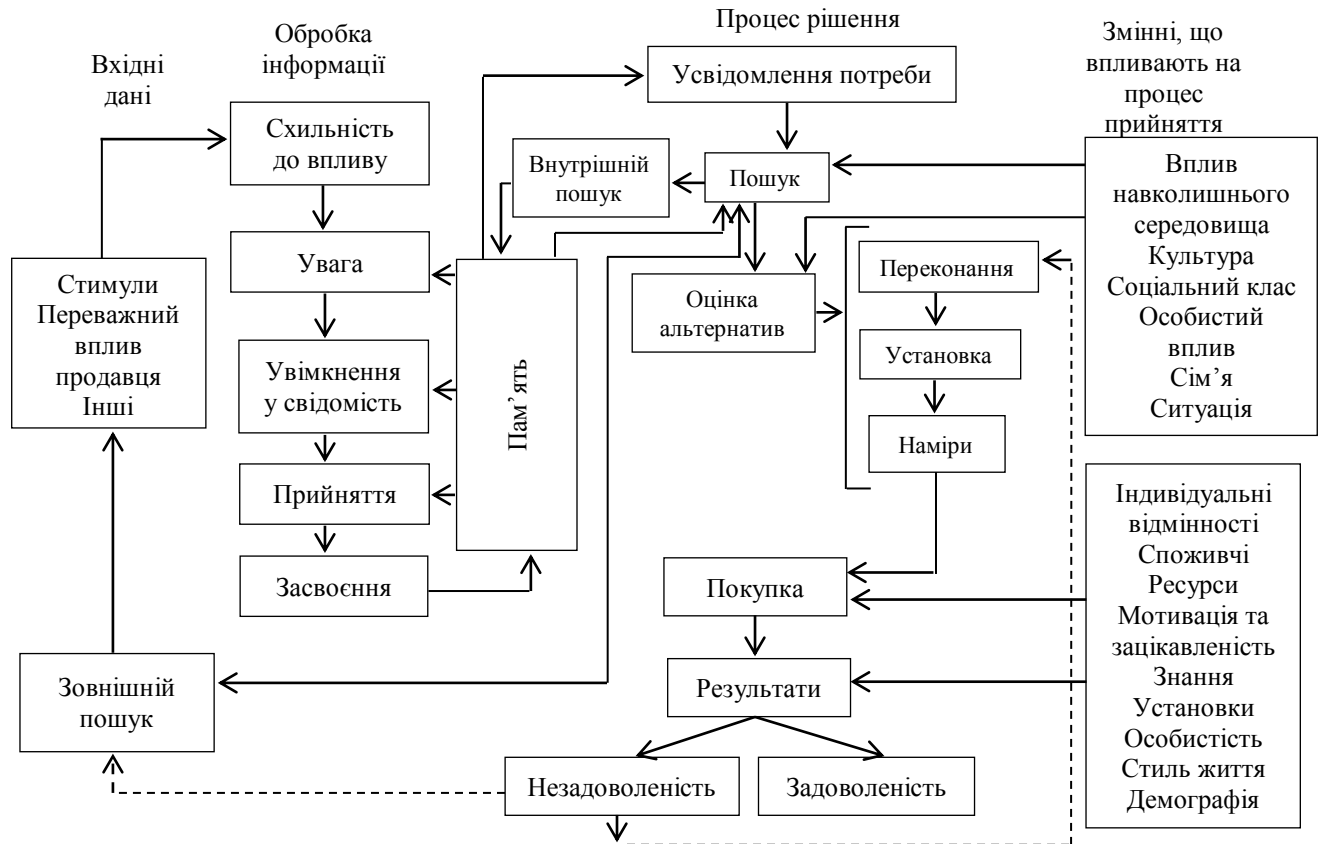 Вхідні
дані
Обробка
інформації
Процес рішення
Змінні, що
впливають на
процес
прийняття
Схильність
до впливу
Увага
Увімкнення
у свідомість
Прийняття
Засвоєння
Стимули
Переважний
вплив
продавця
Інші
Зовнішній
пошук
Пам’ять
Усвідомлення потреби
Внутрішній
пошук
Пошук
Оцінка
альтернатив
Переконання
Установка
Наміри
Покупка
Результати
Незадоволеність
Задоволеність
Вплив
навколишнього
середовища
Культура
Соціальний клас
Особистий
вплив
Сім’я
Ситуація
Індивідуальні
відмінності
Споживчі
Ресурси
Мотивація та
зацікавленість
Знання
Установки
Особистість
Стиль життя
Демографія